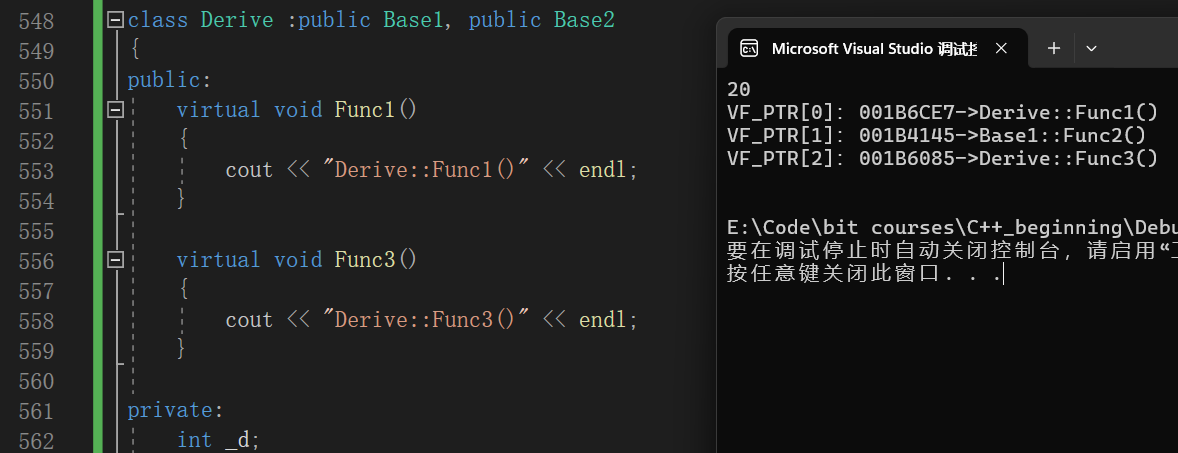 548 class Derive :public Base1, public Base2
549 {
550 public:
551 virtual void Func1()
552 {
553 cout << "Derive::Func1()" << endl;
554 }
555
556 virtual void Func3()
557 {
558 cout << "Derive::Func3()" << endl;
559 }
560
561 private:
562 int _d;
Microsoft Visual Studio 调试
20
VF_PTR[0]: 001B6CE7->Derive::Func1()
VF_PTR[1]: 001B4145->Base1::Func2()
VF_PTR[2]: 001B6085->Derive::Func3()
E:\Code\bit courses\C++_beginning\Debu
要在调试停止时自动关闭控制台，请启用“工
按任意键关闭此窗口. . .